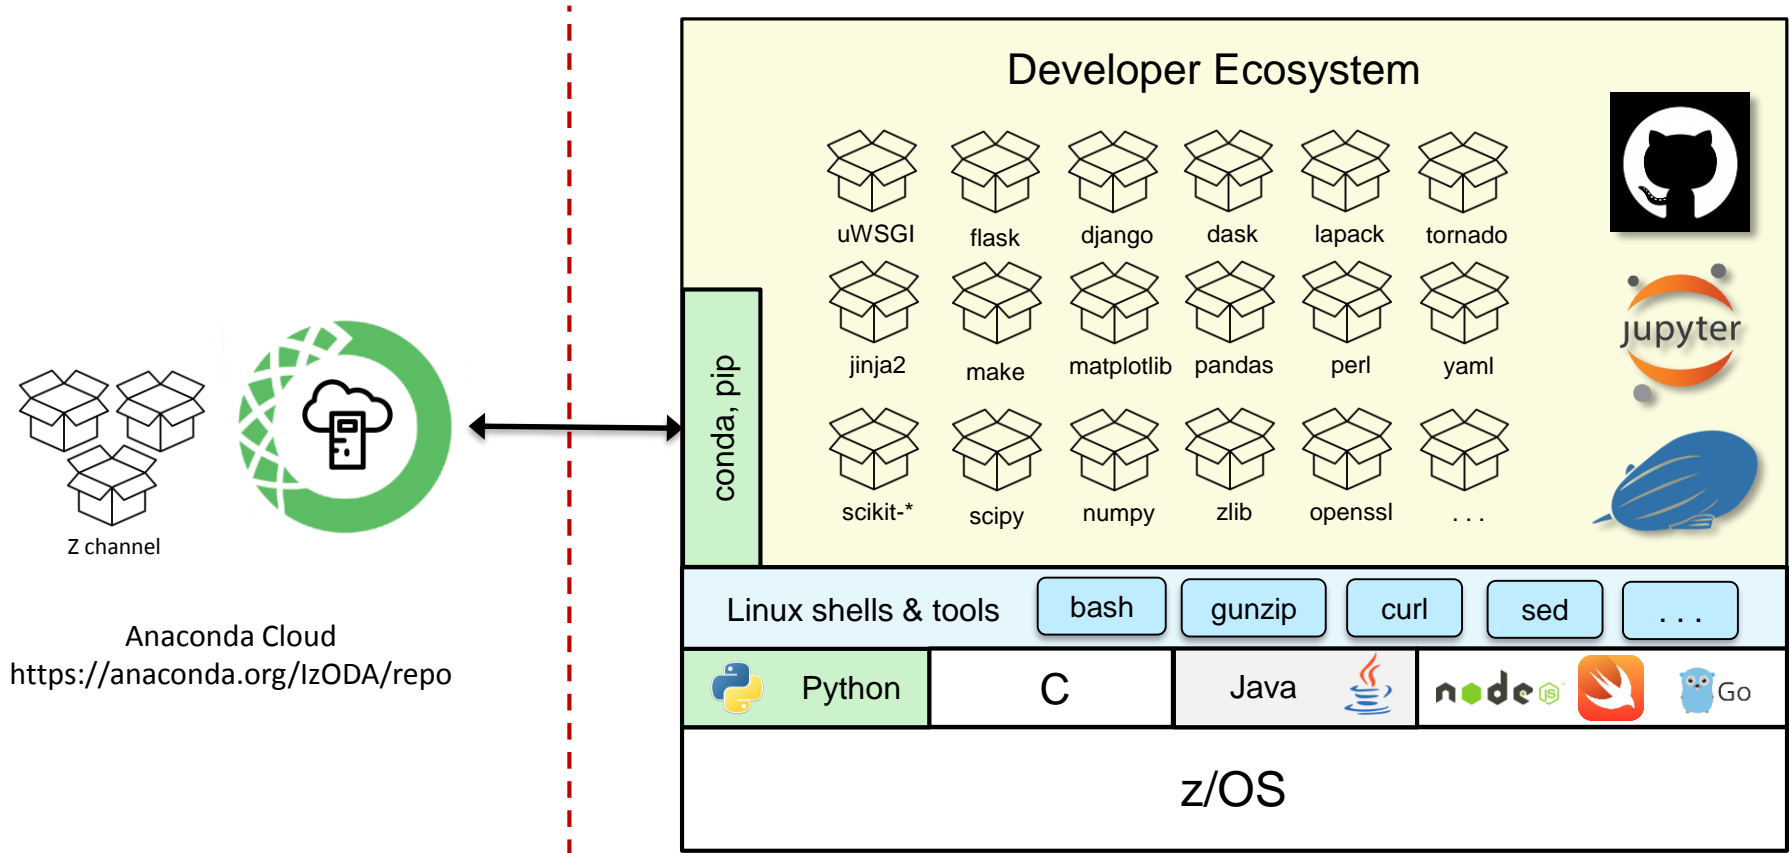 Developer Ecosystem
uWSGI flask django dask lapack tornado
jinja2 make matplotlib pandas perl yaml
jupyter
conda, pip
scikit-* scipy numpy zlib openssl . . .
Z channel
Anaconda Cloud
https://anaconda.org/IzODA/repo
Linux shells & tools bash gunzip curl sed . . .
Python C Java node JS Go
z/OS